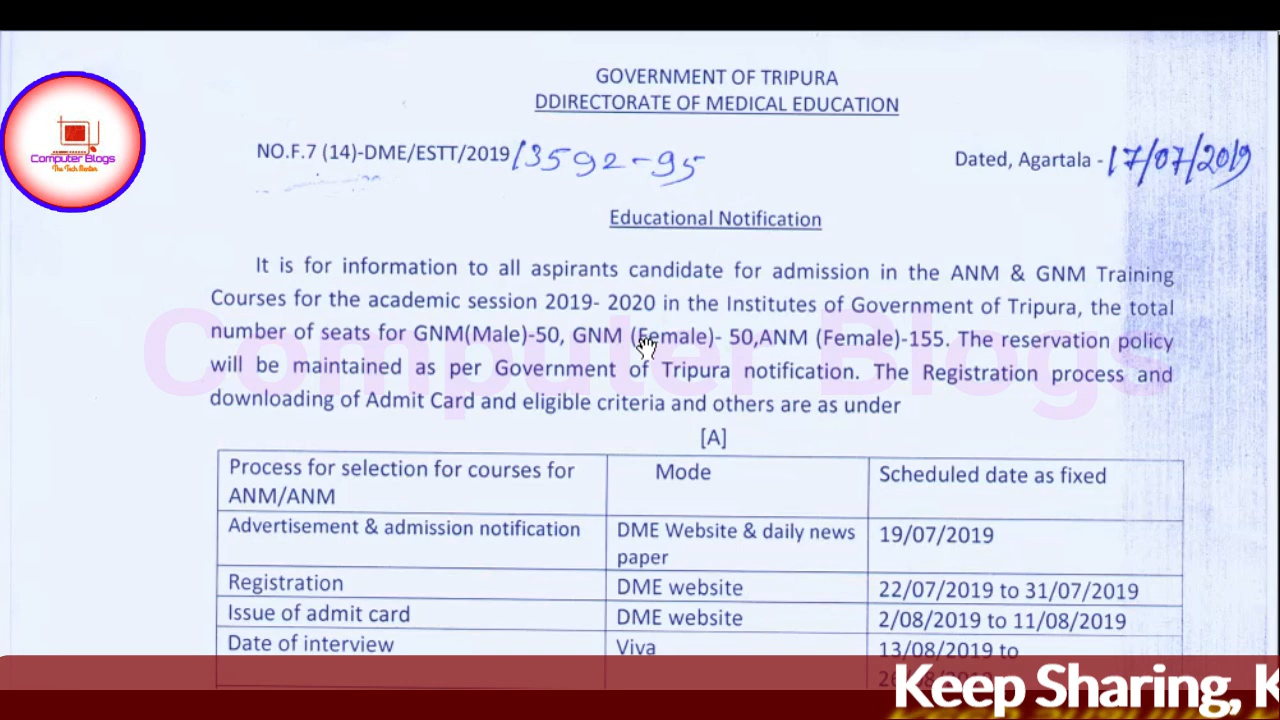 GOVERNMENT OF TRIPURA
DDIRECTORATE OF MEDICAL EDUCATION
Computer Blogs
The Tech Mentor
NO.F.7 (14)-DME/ESTT/2019/3592-95
Dated, Agartala - 17/07/2019
Educational Notification
It is for information to all aspirants candidate for admission in the ANM & GNM Training
Courses for the academic session 2019- 2020 in the Institutes of Government of Tripura, the total
number of seats for GNM(Male)-50, GNM (Female)- 50,ANM (Female)-155. The reservation policy
will be maintained as per Government of Tripura notification. The Registration process and
downloading of Admit Card and eligible criteria and others are as under
Computer Blogs
[A]
Process for selection for courses for ANM/ANM
Mode
Scheduled date as fixed
Advertisement & admission notification
DME Website & daily news
paper
19/07/2019
Registration
DME website
22/07/2019 to 31/07/2019
Issue of admit card
DME website
2/08/2019 to 11/08/2019
Date of interview
Viva
13/08/2019 to
Keep Sharing, K